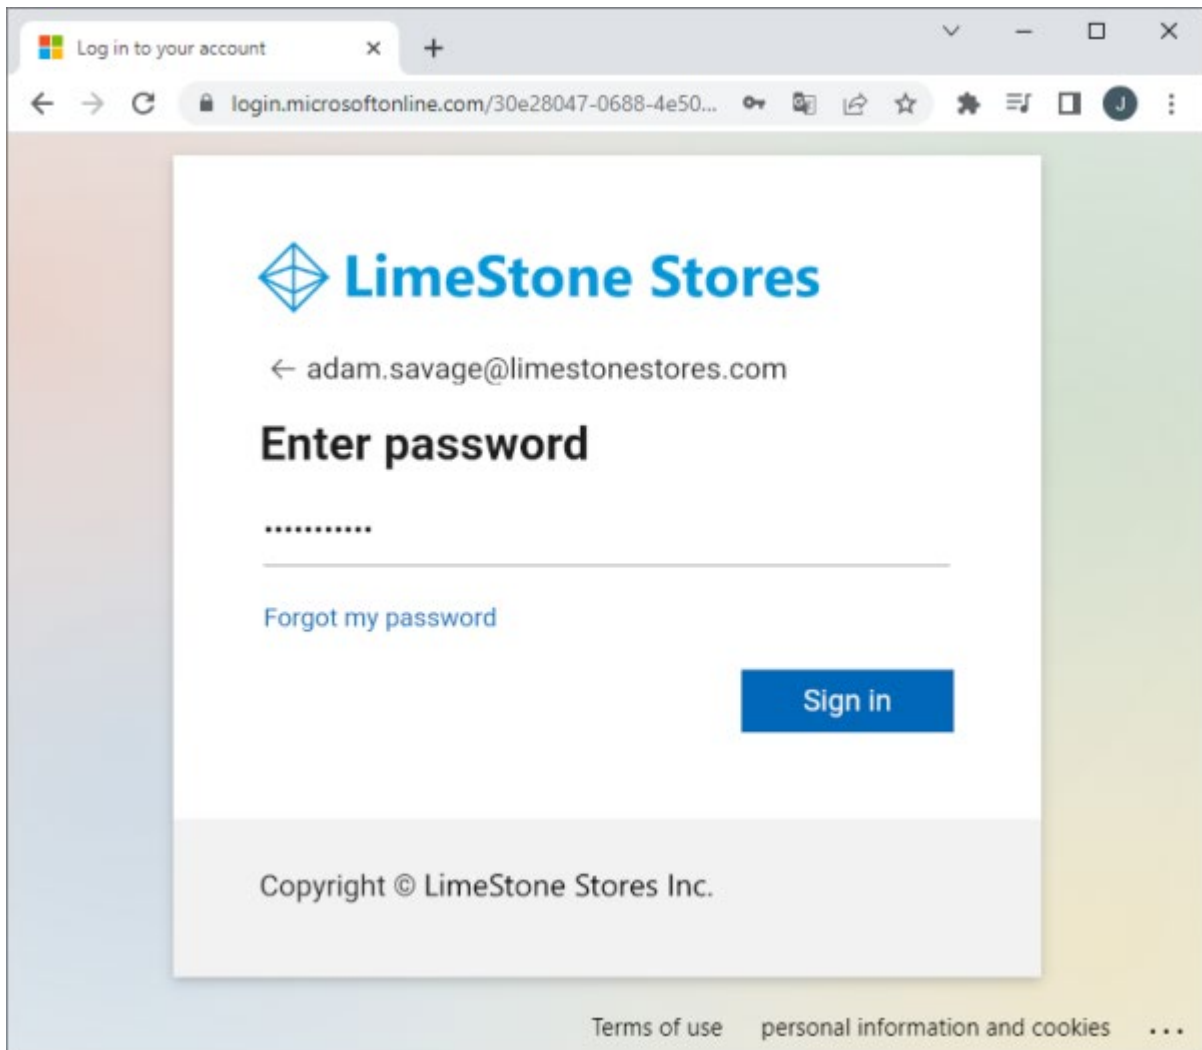 Log in to your account
login.microsoftonline.com/30e28047-0688-4e50...
J
LimeStone Stores
adam.savage@limestonestores.com
Enter password
...........
Forgot my password
Sign in
Copyright © LimeStone Stores Inc.
Terms of use personal information and cookies ...